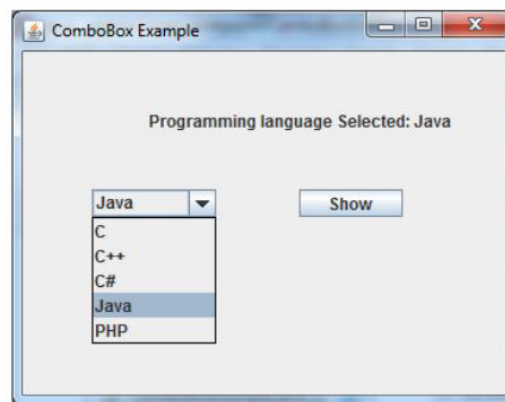 ComboBox Example
Programming language Selected: Java
Java
Show
C
C++
C#
Java
PHP